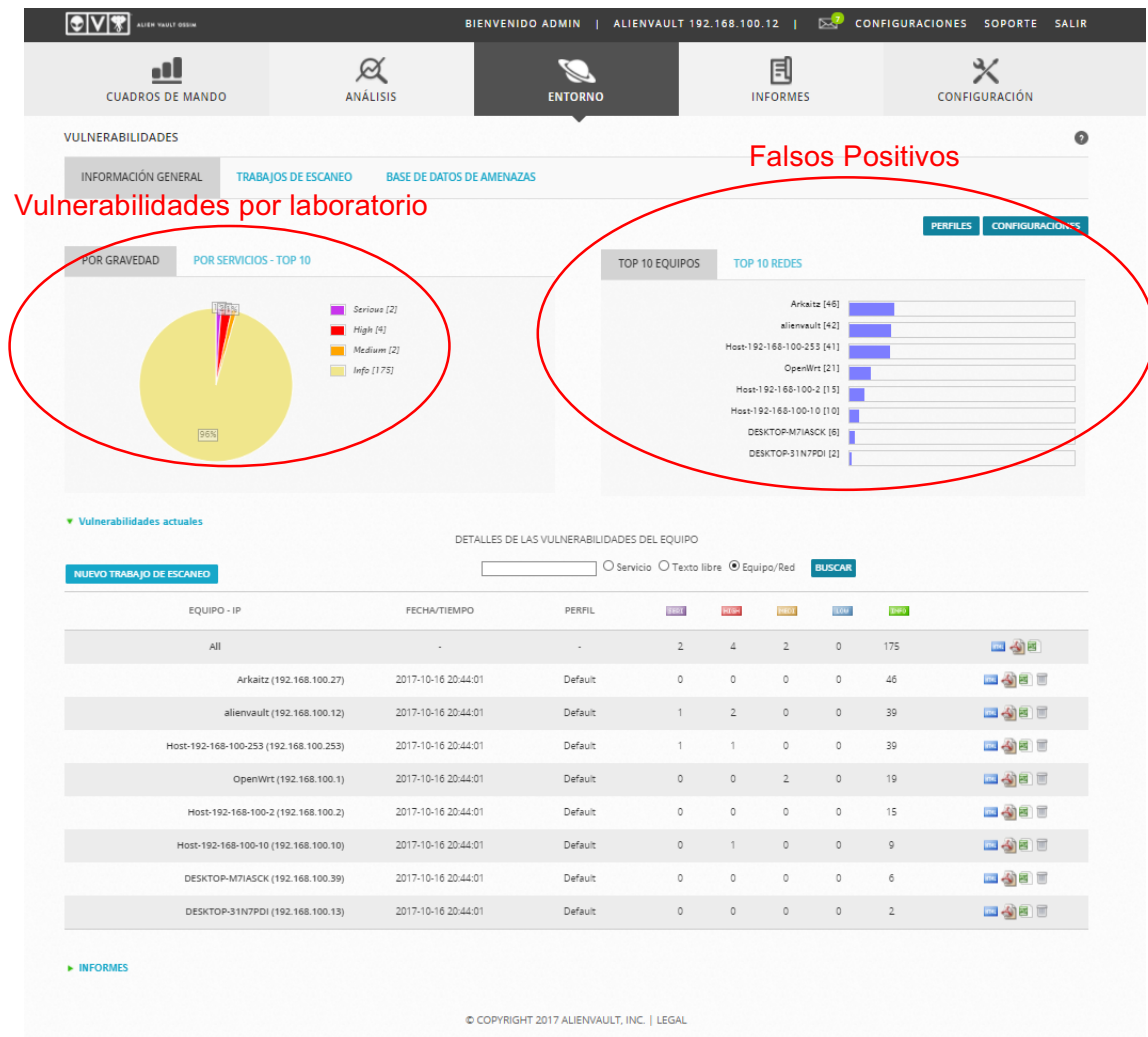 ALIEN VAULT OSSIM
BIENVENIDO ADMIN | ALIENVAULT 192.168.100.12 | 7 CONFIGURACIONES SOPORTE SALIR
CUADROS DE MANDO ANÁLISIS ENTORNO INFORMES CONFIGURACIÓN
VULNERABILIDADES ?
Falsos Positivos
INFORMACIÓN GENERAL TRABAJOS DE ESCANEO BASE DE DATOS DE AMENAZAS
Vulnerabilidades por laboratorio
PERFILES CONFIGURACIONES
POR GRAVEDAD POR SERVICIOS - TOP 10
TOP 10 EQUIPOS TOP 10 REDES
Serious [2]
High [4]
Medium [2]
Info [175]
96%
Arkaitz [46]
alienvault [42]
Host-192-168-100-253 [41]
OpenWrt [21]
Host-192-168-100-2 [15]
Host-192-168-100-10 [10]
DESKTOP-M7IASCK [6]
DESKTOP-31N7PDI [2]
Vulnerabilidades actuales
DETALLES DE LAS VULNERABILIDADES DEL EQUIPO
NUEVO TRABAJO DE ESCANEO Servicio Texto libre Equipo/Red BUSCAR
EQUIPO - IP FECHA/TIEMPO PERFIL HIGH LOW INFO
All - - 2 4 2 0 175
Arkaitz (192.168.100.27) 2017-10-16 20:44:01 Default 0 0 0 0 46
alienvault (192.168.100.12) 2017-10-16 20:44:01 Default 1 2 0 0 39
Host-192-168-100-253 (192.168.100.253) 2017-10-16 20:44:01 Default 1 1 0 0 39
OpenWrt (192.168.100.1) 2017-10-16 20:44:01 Default 0 0 2 0 19
Host-192-168-100-2 (192.168.100.2) 2017-10-16 20:44:01 Default 0 0 0 0 15
Host-192-168-100-10 (192.168.100.10) 2017-10-16 20:44:01 Default 0 1 0 0 9
DESKTOP-M7IASCK (192.168.100.39) 2017-10-16 20:44:01 Default 0 0 0 0 6
DESKTOP-31N7PDI (192.168.100.13) 2017-10-16 20:44:01 Default 0 0 0 0 2
INFORMES
© COPYRIGHT 2017 ALIENVAULT, INC. | LEGAL